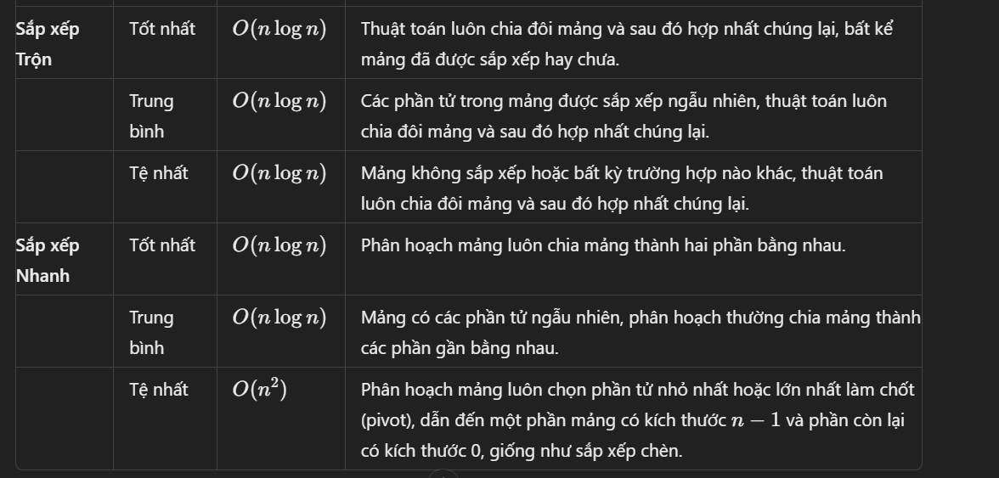 Sắp xếp Tốt nhất O(n log n) Thuật toán luôn chia đôi mảng và sau đó hợp nhất chúng lại, bất kể
Trộn mảng đã được sắp xếp hay chưa.
Trung O(n log n) Các phần tử trong mảng được sắp xếp ngẫu nhiên, thuật toán luôn
bình chia đôi mảng và sau đó hợp nhất chúng lại.
Tệ nhất O(n log n) Mảng không sắp xếp hoặc bất kỳ trường hợp nào khác, thuật toán
luôn chia đôi mảng và sau đó hợp nhất chúng lại.
Sắp xếp Tốt nhất O(n log n) Phân hoạch mảng luôn chia mảng thành hai phần bằng nhau.
Nhanh
Trung O(n log n) Mảng có các phần tử ngẫu nhiên, phân hoạch thường chia mảng thành
bình các phần gần bằng nhau.
Tệ nhất O(n²) Phân hoạch mảng luôn chọn phần tử nhỏ nhất hoặc lớn nhất làm chốt
(pivot), dẫn đến một phần mảng có kích thước n − 1 và phần còn lại
có kích thước 0, giống như sắp xếp chèn.